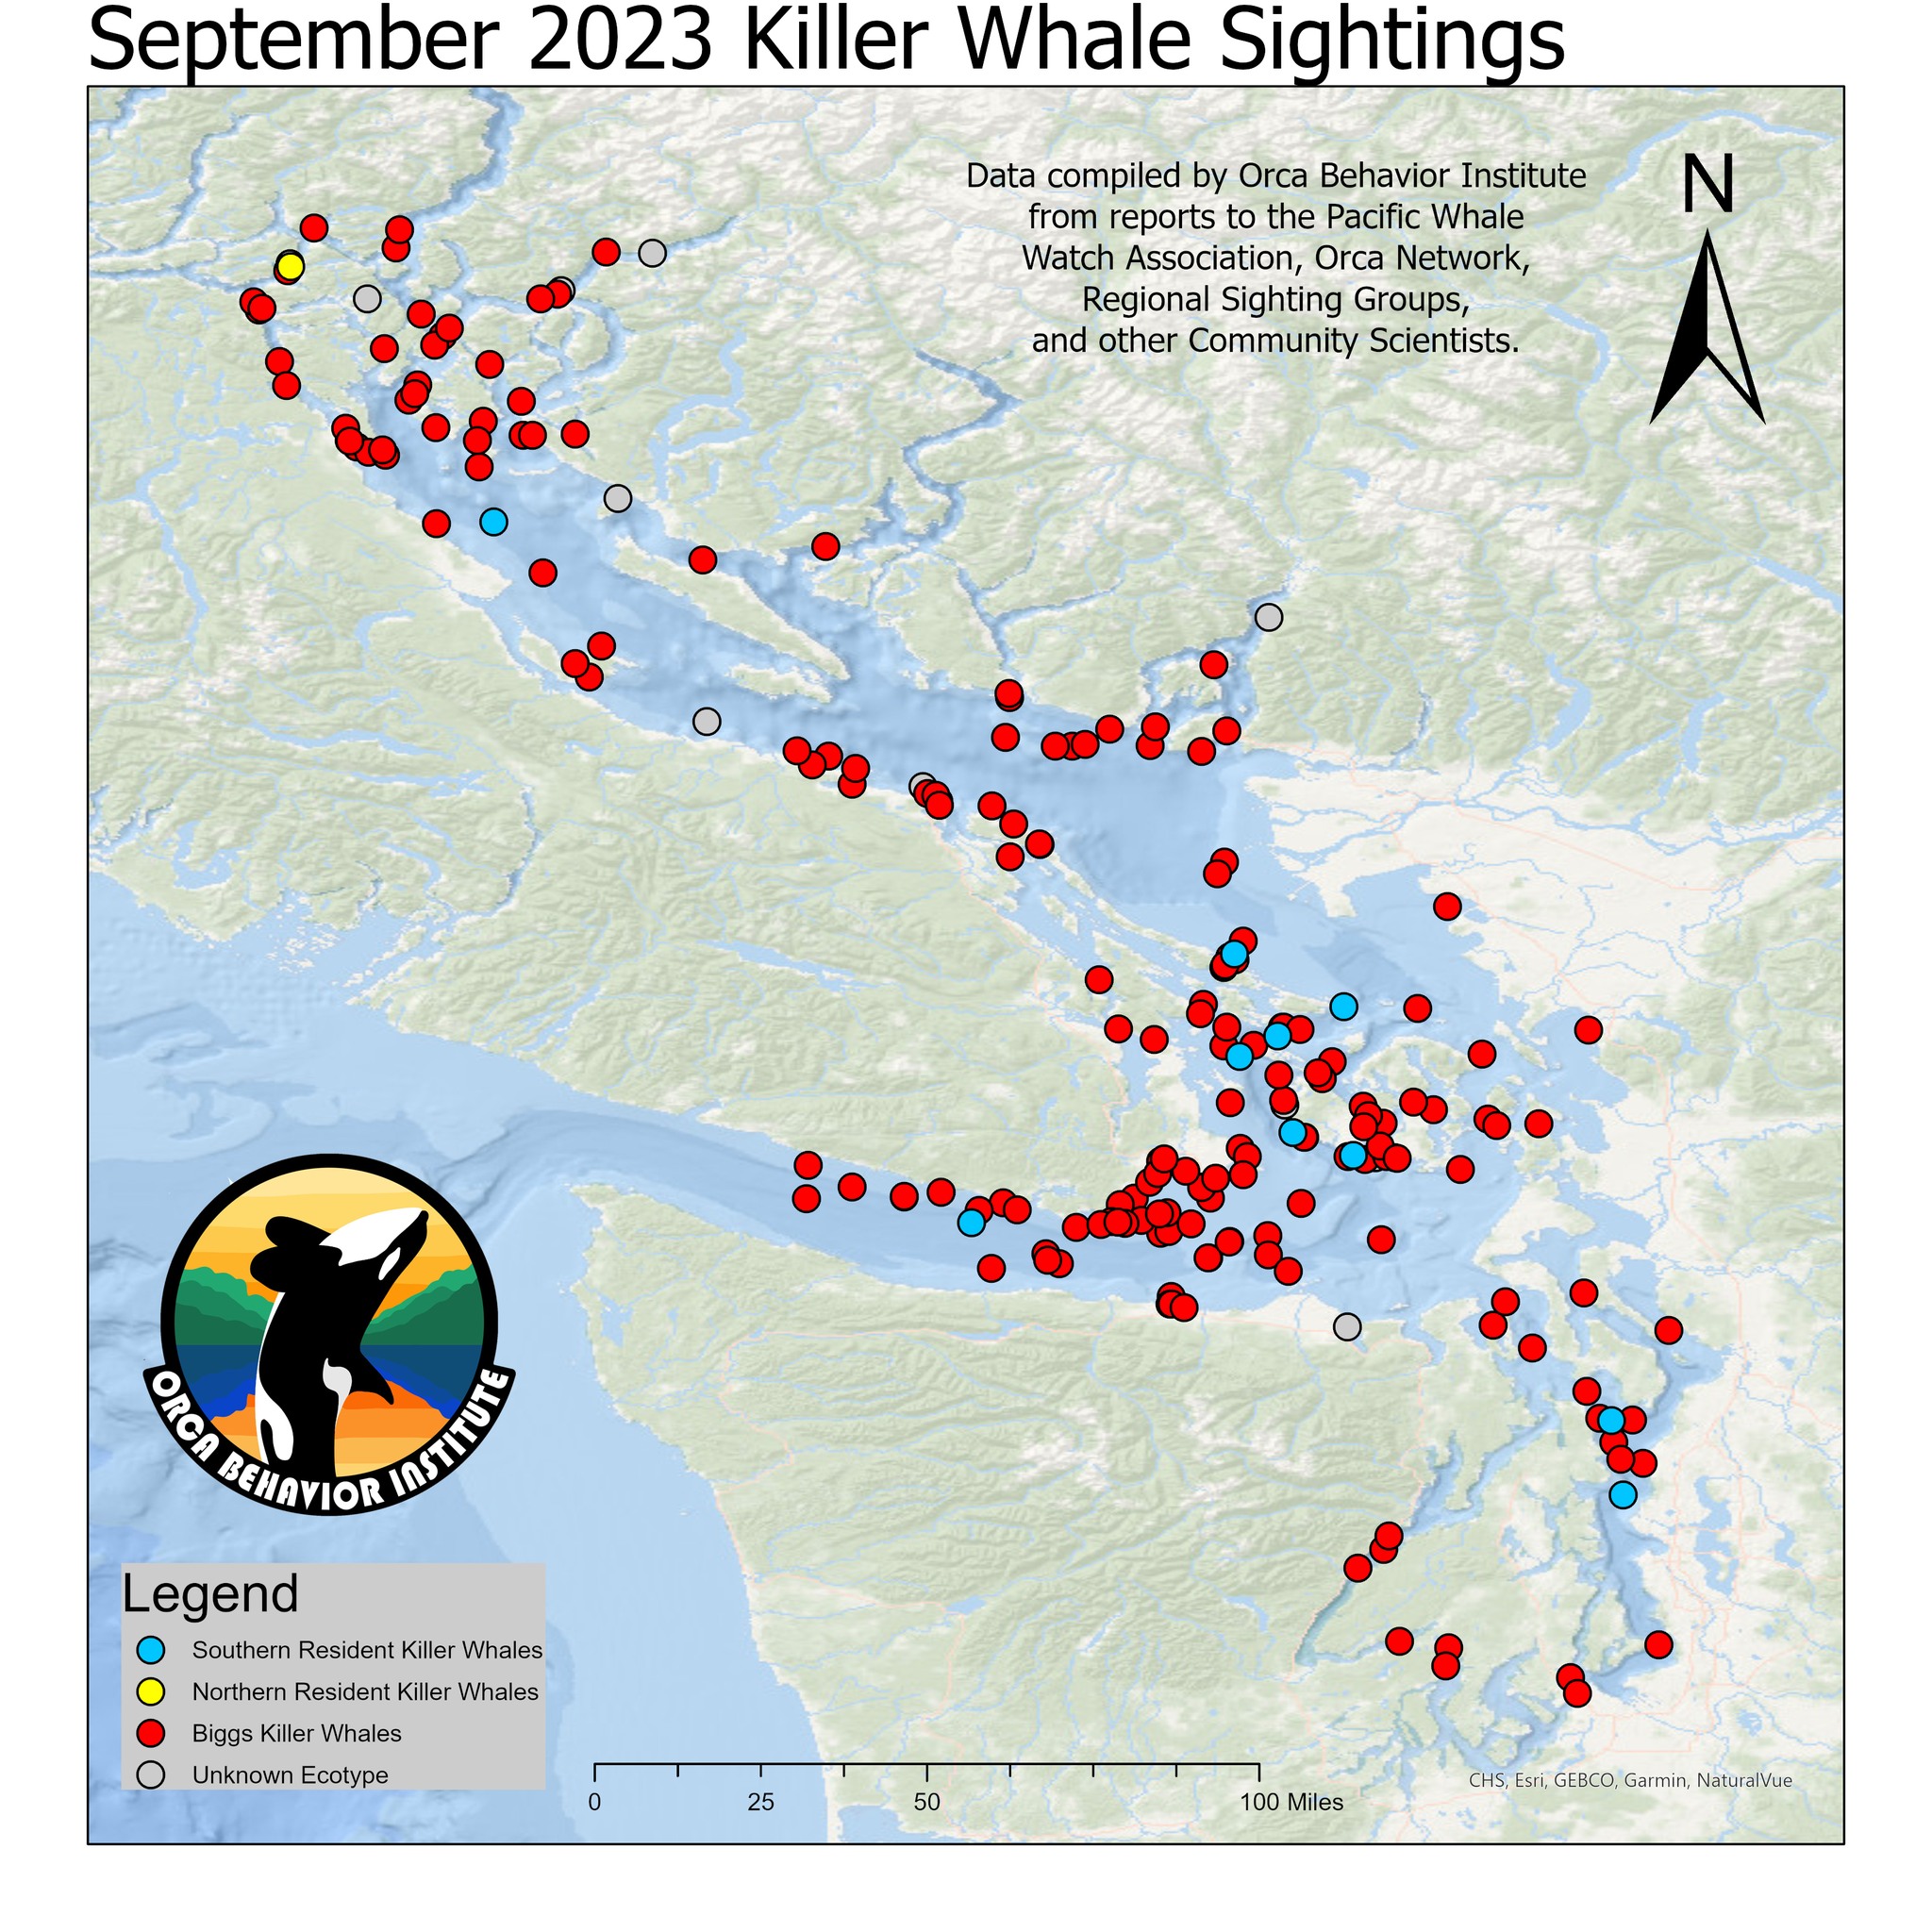 September 2023 Killer Whale Sightings
Data compiled by Orca Behavior Institute
from reports to the Pacific Whale
Watch Association, Orca Network,
Regional Sighting Groups,
and other Community Scientists.
N
ORCA BEHAVIOR INSTITUTE
Legend
Southern Resident Killer Whales
Northern Resident Killer Whales
Biggs Killer Whales
Unknown Ecotype
0 25 50 100 Miles
CHS, Esri, GEBCO, Garmin, NaturalVue